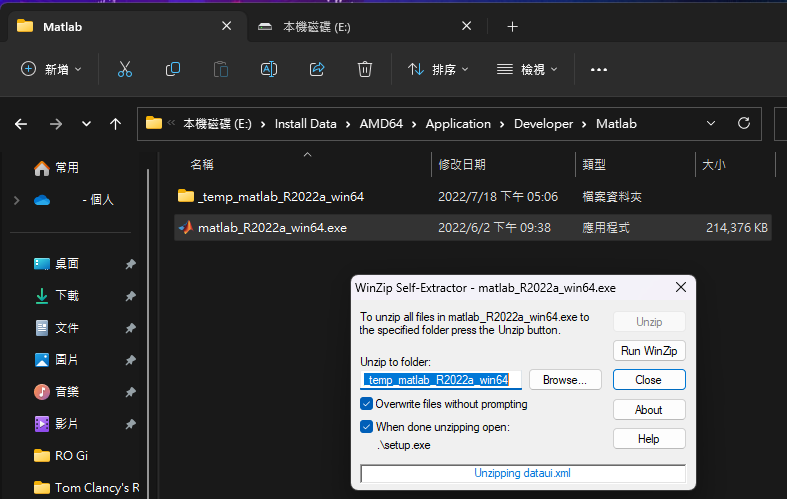 Matlab
本機磁碟 (E:)
新增
排序
檢視
本機磁碟 (E:) › Install Data › AMD64 › Application › Developer › Matlab
名稱 修改日期 類型 大小
_temp_matlab_R2022a_win64 2022/7/18 下午 05:06 檔案資料夾
matlab_R2022a_win64.exe 2022/6/2 下午 09:38 應用程式 214,376 KB
常用
- 個人
桌面
下載
文件
圖片
音樂
影片
RO Gi
Tom Clancy's R
WinZip Self-Extractor - matlab_R2022a_win64.exe
To unzip all files in matlab_R2022a_win64.exe to
the specified folder press the Unzip button.
Unzip to folder:
_temp_matlab_R2022a_win64
Browse...
Overwrite files without prompting
When done unzipping open:
.\setup.exe
Unzip
Run WinZip
Close
About
Help
Unzipping dataui.xml